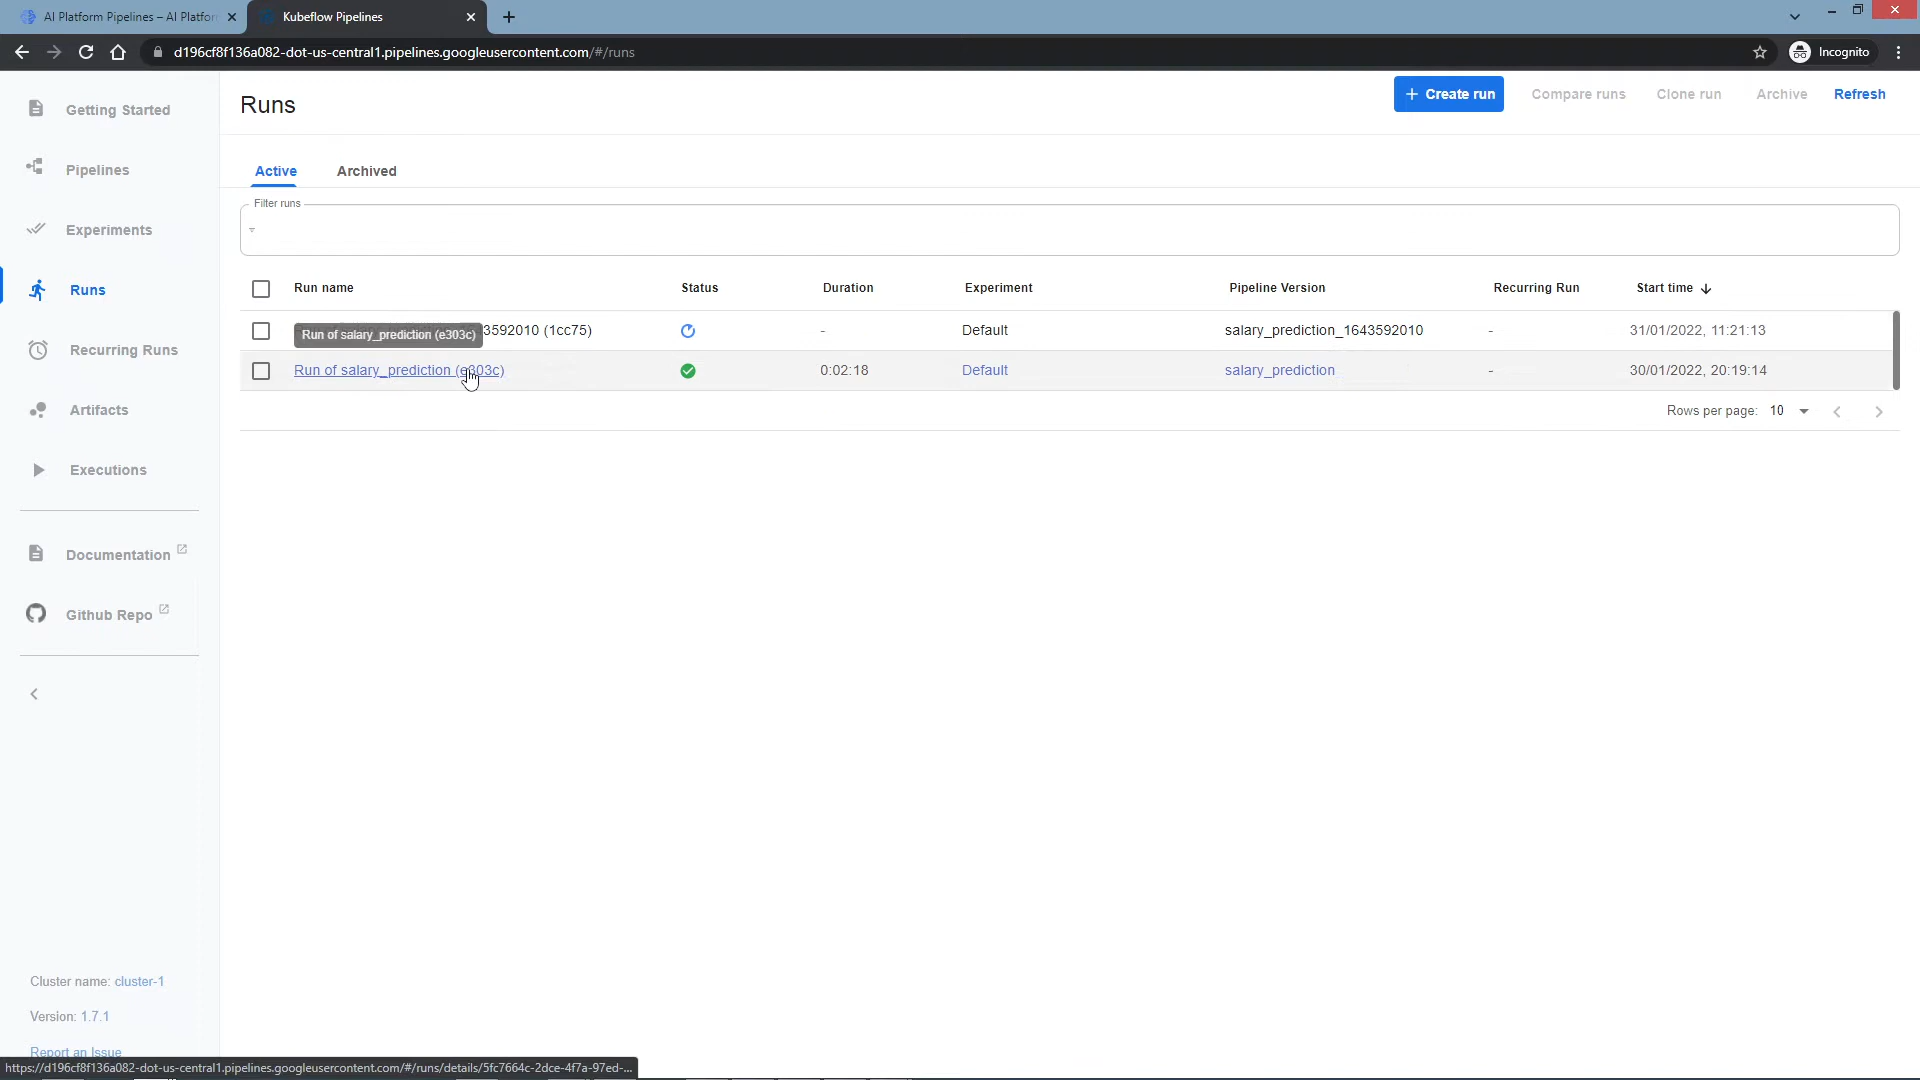 AI Platform Pipelines – AI Platfor
Kubeflow Pipelines
d196cf8f136a082-dot-us-central1.pipelines.googleusercontent.com/#/runs
Incognito
Getting Started
Pipelines
Experiments
Runs
Recurring Runs
Artifacts
Executions
Documentation
Github Repo
Cluster name: cluster-1
Version: 1.7.1
Report an Issue
Runs
+ Create run
Compare runs
Clone run
Archive
Refresh
Active
Archived
Filter runs
Run name Status Duration Experiment Pipeline Version Recurring Run Start time
3592010 (1cc75) - Default salary_prediction_1643592010 - 31/01/2022, 11:21:13
Run of salary_prediction (e303c)
Run of salary_prediction (e303c) 0:02:18 Default salary_prediction - 30/01/2022, 20:19:14
Rows per page: 10
https://d196cf8f136a082-dot-us-central1.pipelines.googleusercontent.com/#/runs/details/5fc7664c-2dce-4f7a-97ed-...